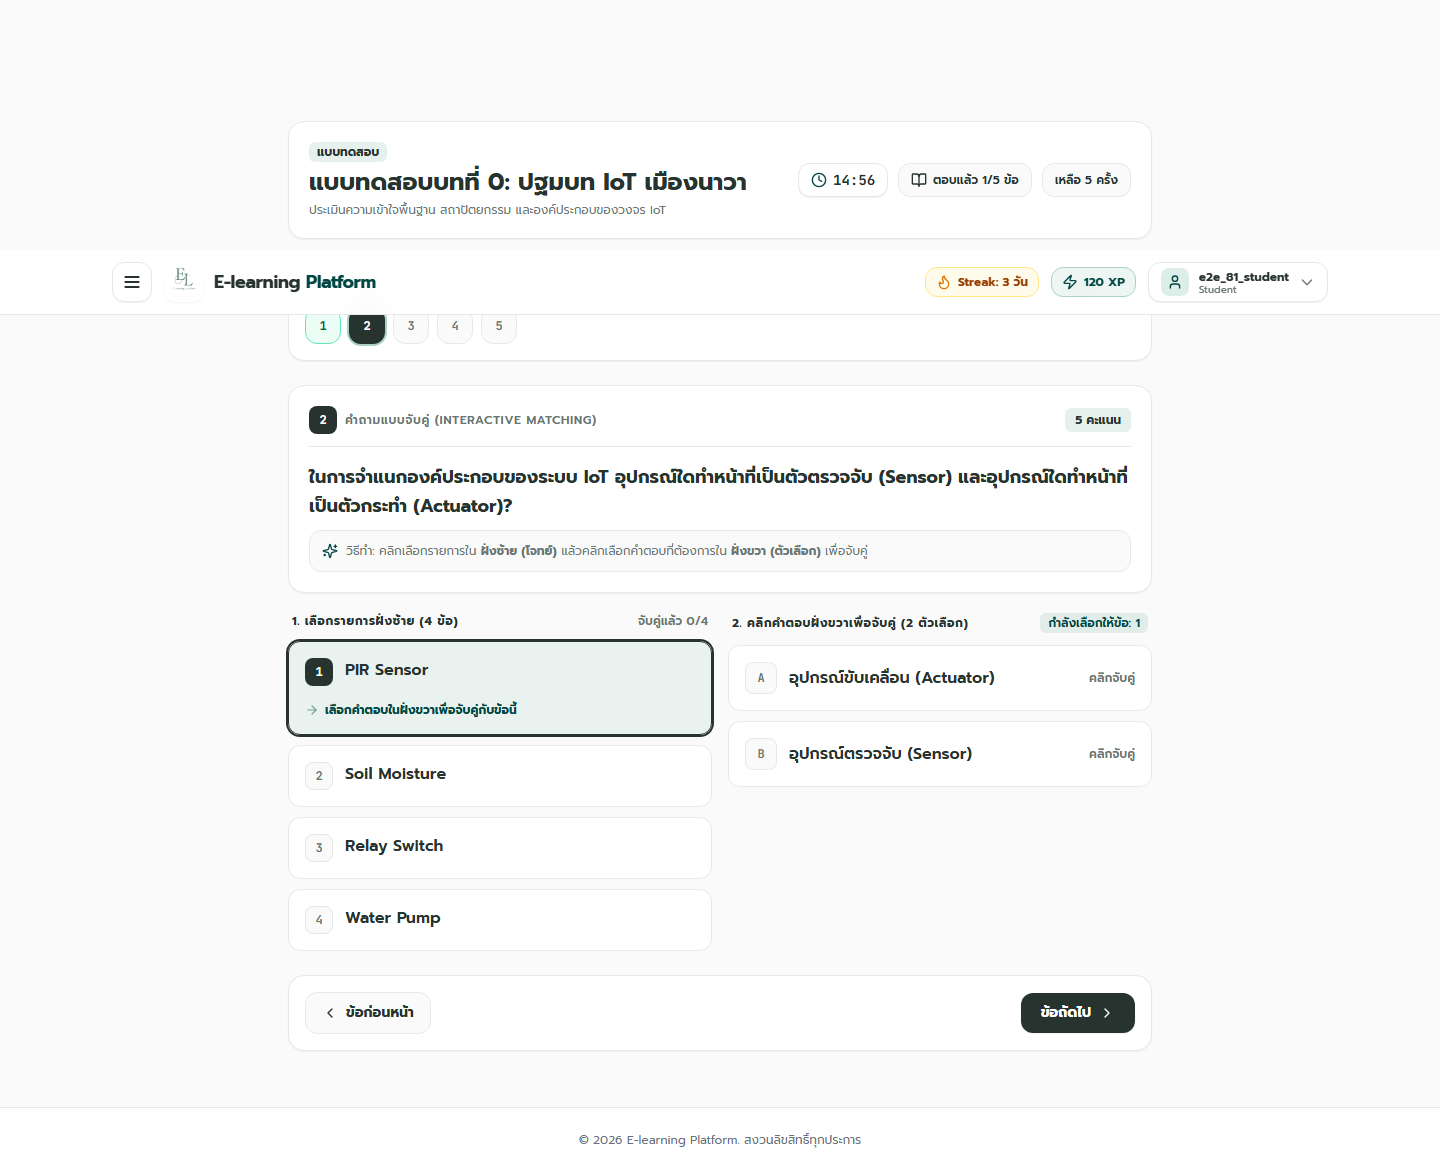 แบบทดสอบ
แบบทดสอบบทที่ 0: ปฐมบท IoT เมืองนาวา
ประเมินความเข้าใจพื้นฐาน สถาปัตยกรรม และองค์ประกอบของวงจร IoT
14:56
ตอบแล้ว 1/5 ข้อ
เหลือ 5 ครั้ง
EL
E-learning Platform
Streak: 3 วัน
120 XP
e2e_81_student
Student
1 2 3 4 5
2 คำถามแบบจับคู่ (INTERACTIVE MATCHING)
5 คะแนน
ในการจำแนกองค์ประกอบของระบบ IoT อุปกรณ์ใดทำหน้าที่เป็นตัวตรวจจับ (Sensor) และอุปกรณ์ใดทำหน้าที่
เป็นตัวกระทำ (Actuator)?
วิธีทำ: คลิกเลือกรายการใน ฝั่งซ้าย (โจทย์) แล้วคลิกเลือกคำตอบที่ต้องการใน ฝั่งขวา (ตัวเลือก) เพื่อจับคู่
1. เลือกรายการฝั่งซ้าย (4 ข้อ)
จับคู่แล้ว 0/4
1 PIR Sensor
เลือกคำตอบในฝั่งขวาเพื่อจับคู่กับข้อนี้
2 Soil Moisture
3 Relay Switch
4 Water Pump
2. คลิกคำตอบฝั่งขวาเพื่อจับคู่ (2 ตัวเลือก)
กำลังเลือกให้ข้อ: 1
A อุปกรณ์ขับเคลื่อน (Actuator)
คลิกจับคู่
B อุปกรณ์ตรวจจับ (Sensor)
คลิกจับคู่
ข้อก่อนหน้า
ข้อถัดไป
© 2026 E-learning Platform. สงวนลิขสิทธิ์ทุกประการ